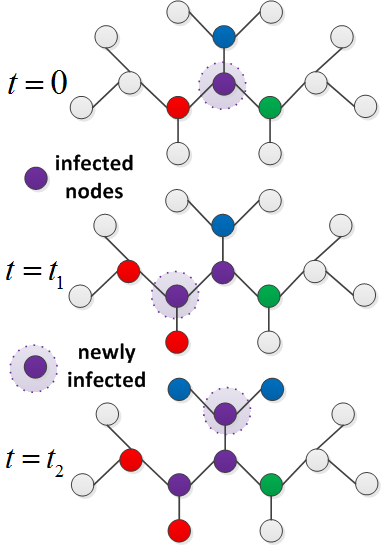 t = 0
infected
nodes
t = t₁
newly
infected
t = t₂